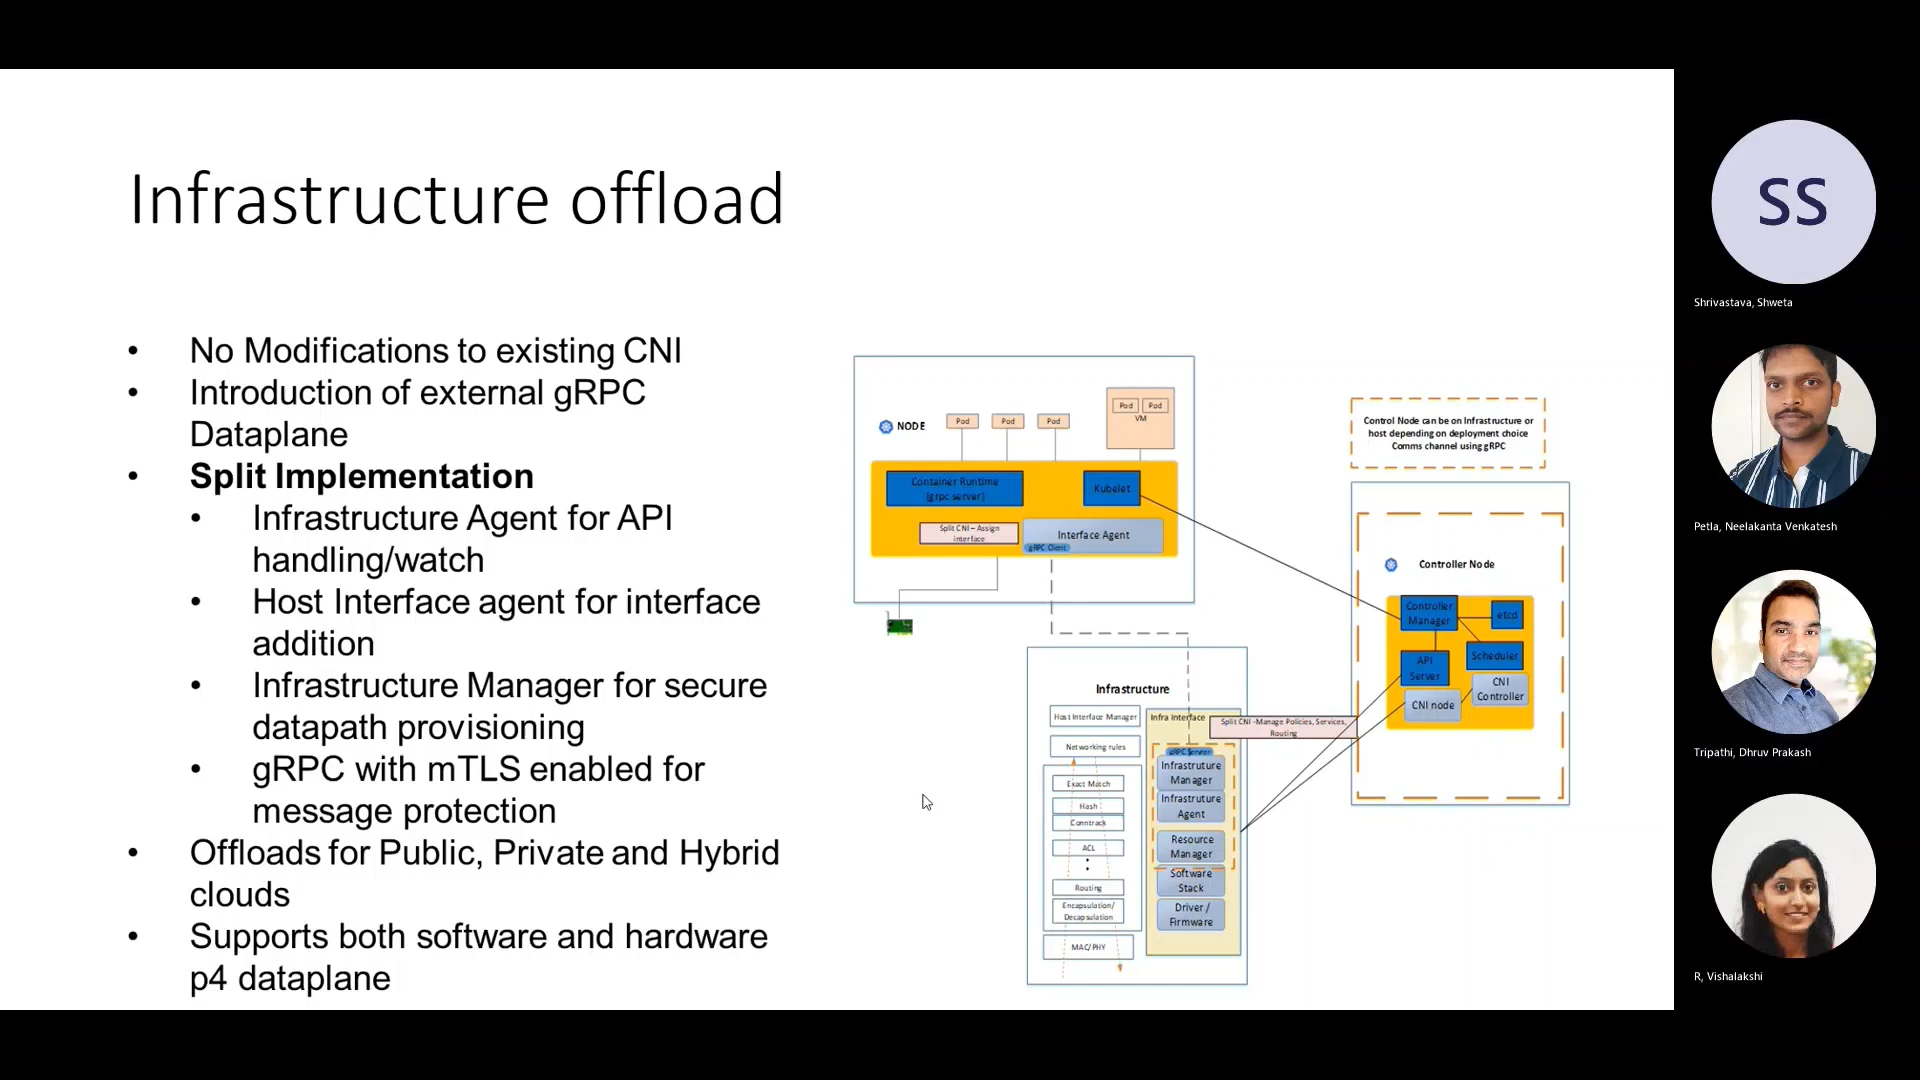 Infrastructure offload
• No Modifications to existing CNI
• Introduction of external gRPC
Dataplane
• Split Implementation
• Infrastructure Agent for API
handling/watch
• Host Interface agent for interface
addition
• Infrastructure Manager for secure
datapath provisioning
• gRPC with mTLS enabled for
message protection
• Offloads for Public, Private and Hybrid
clouds
• Supports both software and hardware
p4 dataplane
NODE
Pod
Pod
Pod
Pod
Pod
VM
Container Runtime
(grpc server)
Kubelet
Split CNI – Assign
interface
Interface Agent
gRPC Client
Infrastructure
Host Interface Manager
Networking rules
Exact Match
Hash
Conntrack
ACL
Routing
Encapsulation/
Decapsulation
MAC/PHY
Infra Interface
gRPC Server
Infrastruture
Manager
Infrastruture
Agent
Resource
Manager
Software
Stack
Driver /
Firmware
Split CNI -Manage Policies, Services,
Routing
Control Node can be on Infrastructure or
host depending on deployment choice
Comms channel using gRPC
Controller Node
Controller
Manager
etcd
API
Server
Scheduler
CNI node
CNI
Controller
SS
Shrivastava, Shweta
Petla, Neelakanta Venkatesh
Tripathi, Dhruv Prakash
R, Vishalakshi